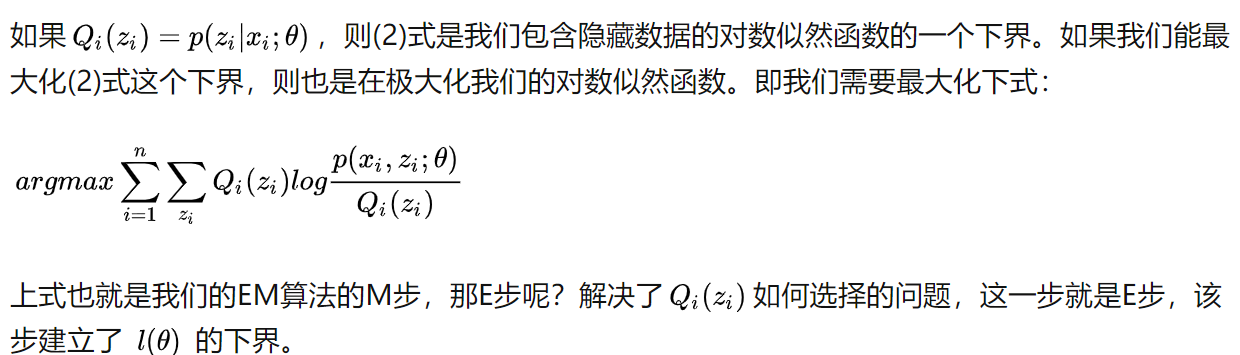 如果 Q_i(z_i) = p(z_i|x_i;θ) ，则(2)式是我们包含隐藏数据的对数似然函数的一个下界。如果我们能最
大化(2)式这个下界，则也是在极大化我们的对数似然函数。即我们需要最大化下式：
argmax \sum_{i=1}^{n} \sum_{z_i} Q_i(z_i) log \frac{p(x_i, z_i; θ)}{Q_i(z_i)}
上式也就是我们的EM算法的M步，那E步呢？解决了 Q_i(z_i) 如何选择的问题，这一步就是E步，该
步建立了 l(θ) 的下界。